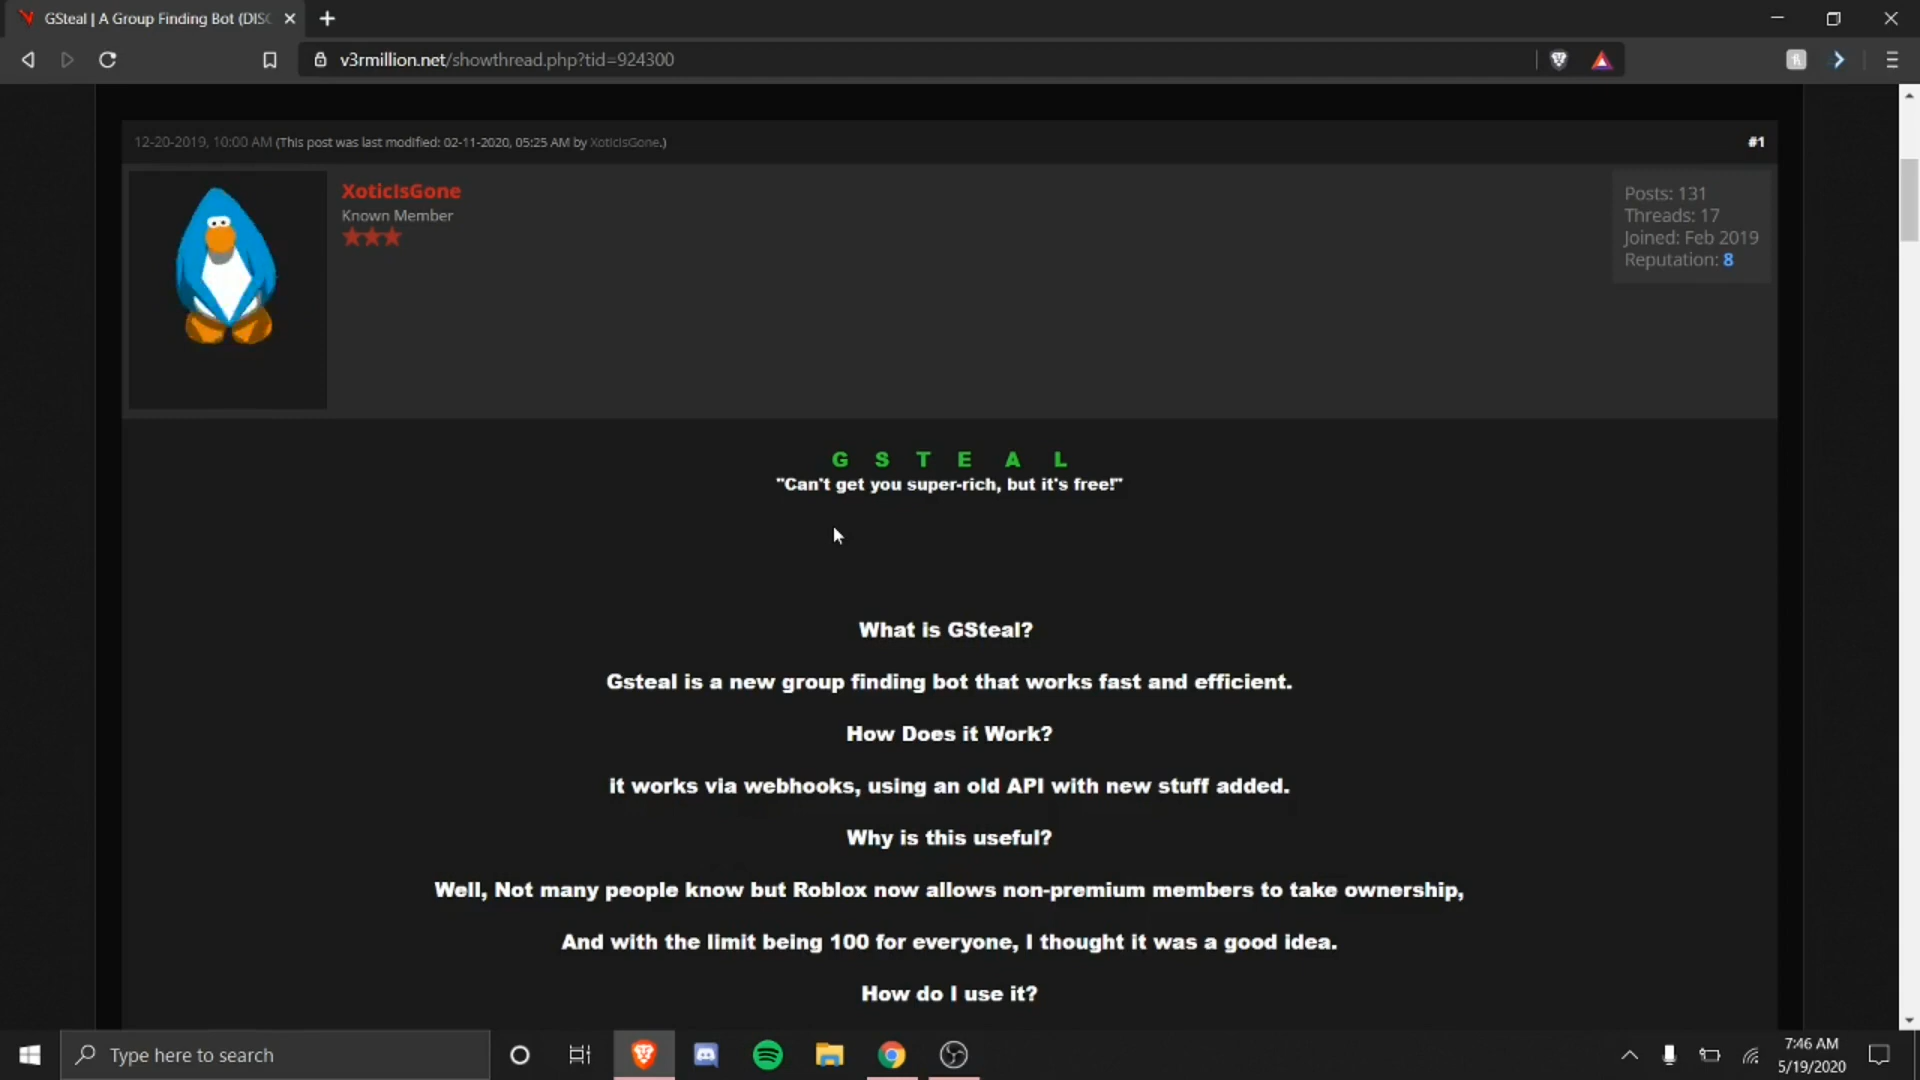 GSteal | A Group Finding Bot (DISC
v3rmillion.net/showthread.php?tid=924300
12-20-2019, 10:00 AM (This post was last modified: 02-11-2020, 05:25 AM by XoticIsGone.)
#1
XoticIsGone
Known Member
Posts: 131
Threads: 17
Joined: Feb 2019
Reputation: 8
G S T E A L
"Can't get you super-rich, but it's free!"
What is GSteal?
Gsteal is a new group finding bot that works fast and efficient.
How Does it Work?
it works via webhooks, using an old API with new stuff added.
Why is this useful?
Well, Not many people know but Roblox now allows non-premium members to take ownership,
And with the limit being 100 for everyone, I thought it was a good idea.
How do I use it?
Type here to search
7:46 AM
5/19/2020